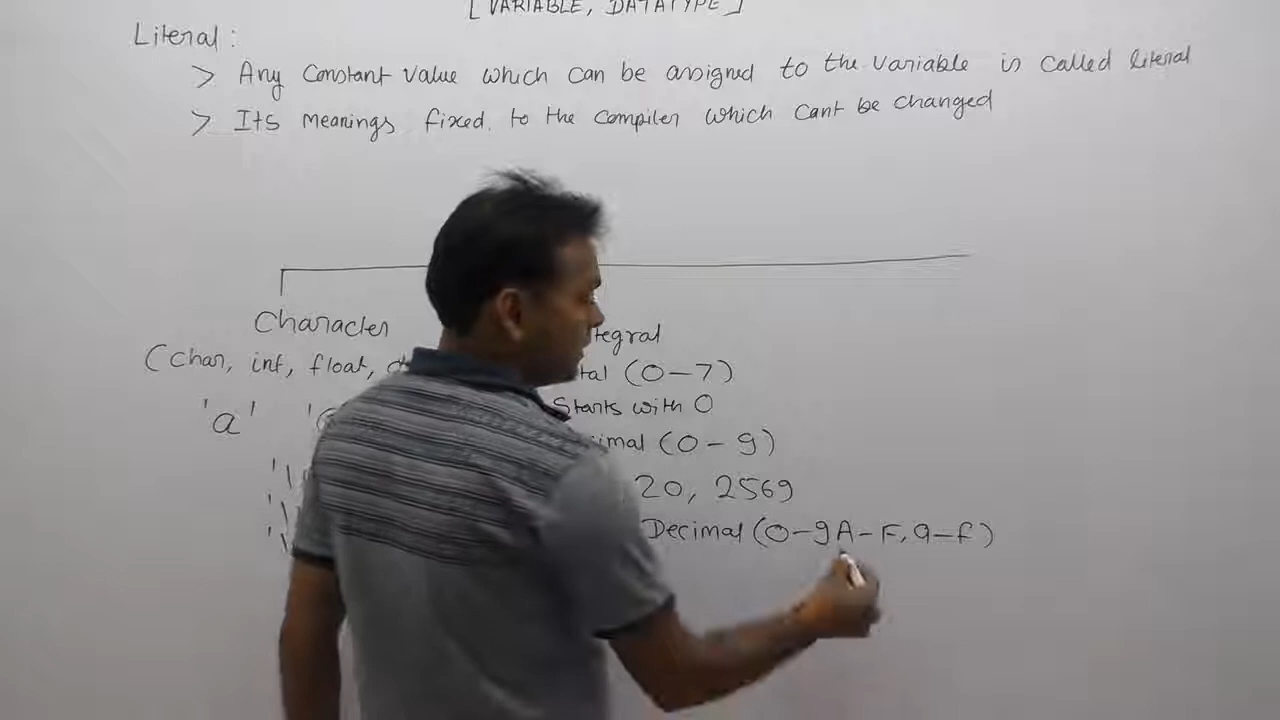 [VARIABLE, DATATYPE]
Literal :
> Any Constant value which can be assigned to the variable is called literal
> Its meanings fixed. to the compiler which cant be changed
Character
tegral
(char, int, float, d
tal (0-7)
'a'
Starts with 0
imal (0-9)
20, 2569
Decimal (0-9A-F, a-f)